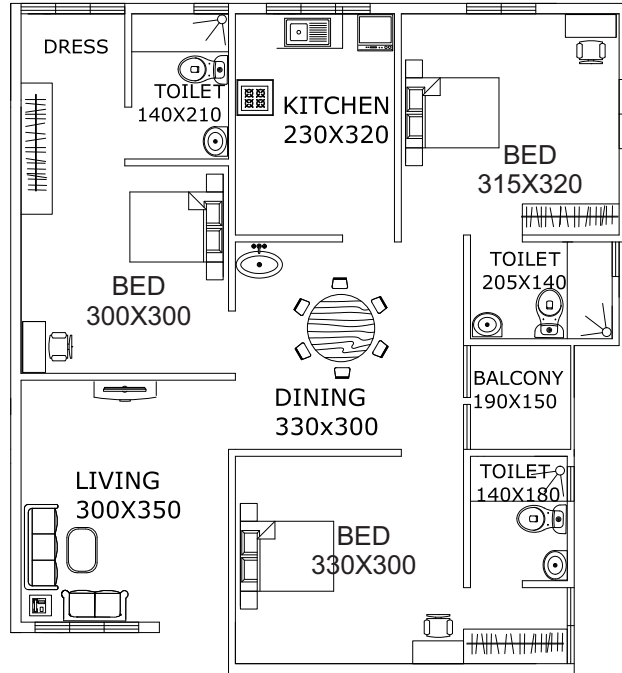 DRESS
TOILET
140X210
KITCHEN
230X320
BED
315X320
BED
300X300
TOILET
205X140
DINING
330x300
BALCONY
190X150
LIVING
300X350
TOILET
140X180
BED
330X300